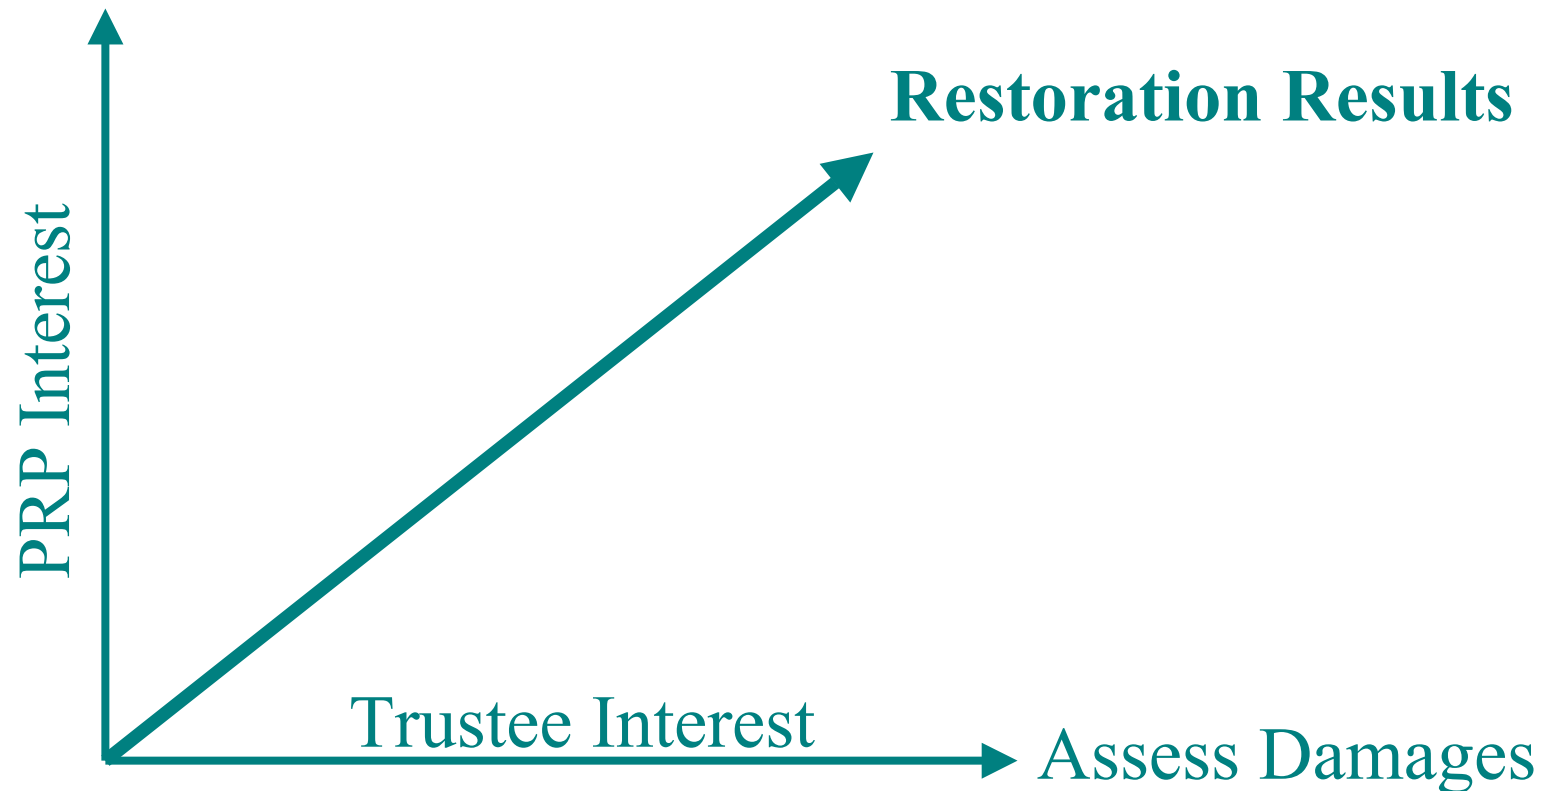 Restoration Results
PRP Interest
Trustee Interest
Assess Damages